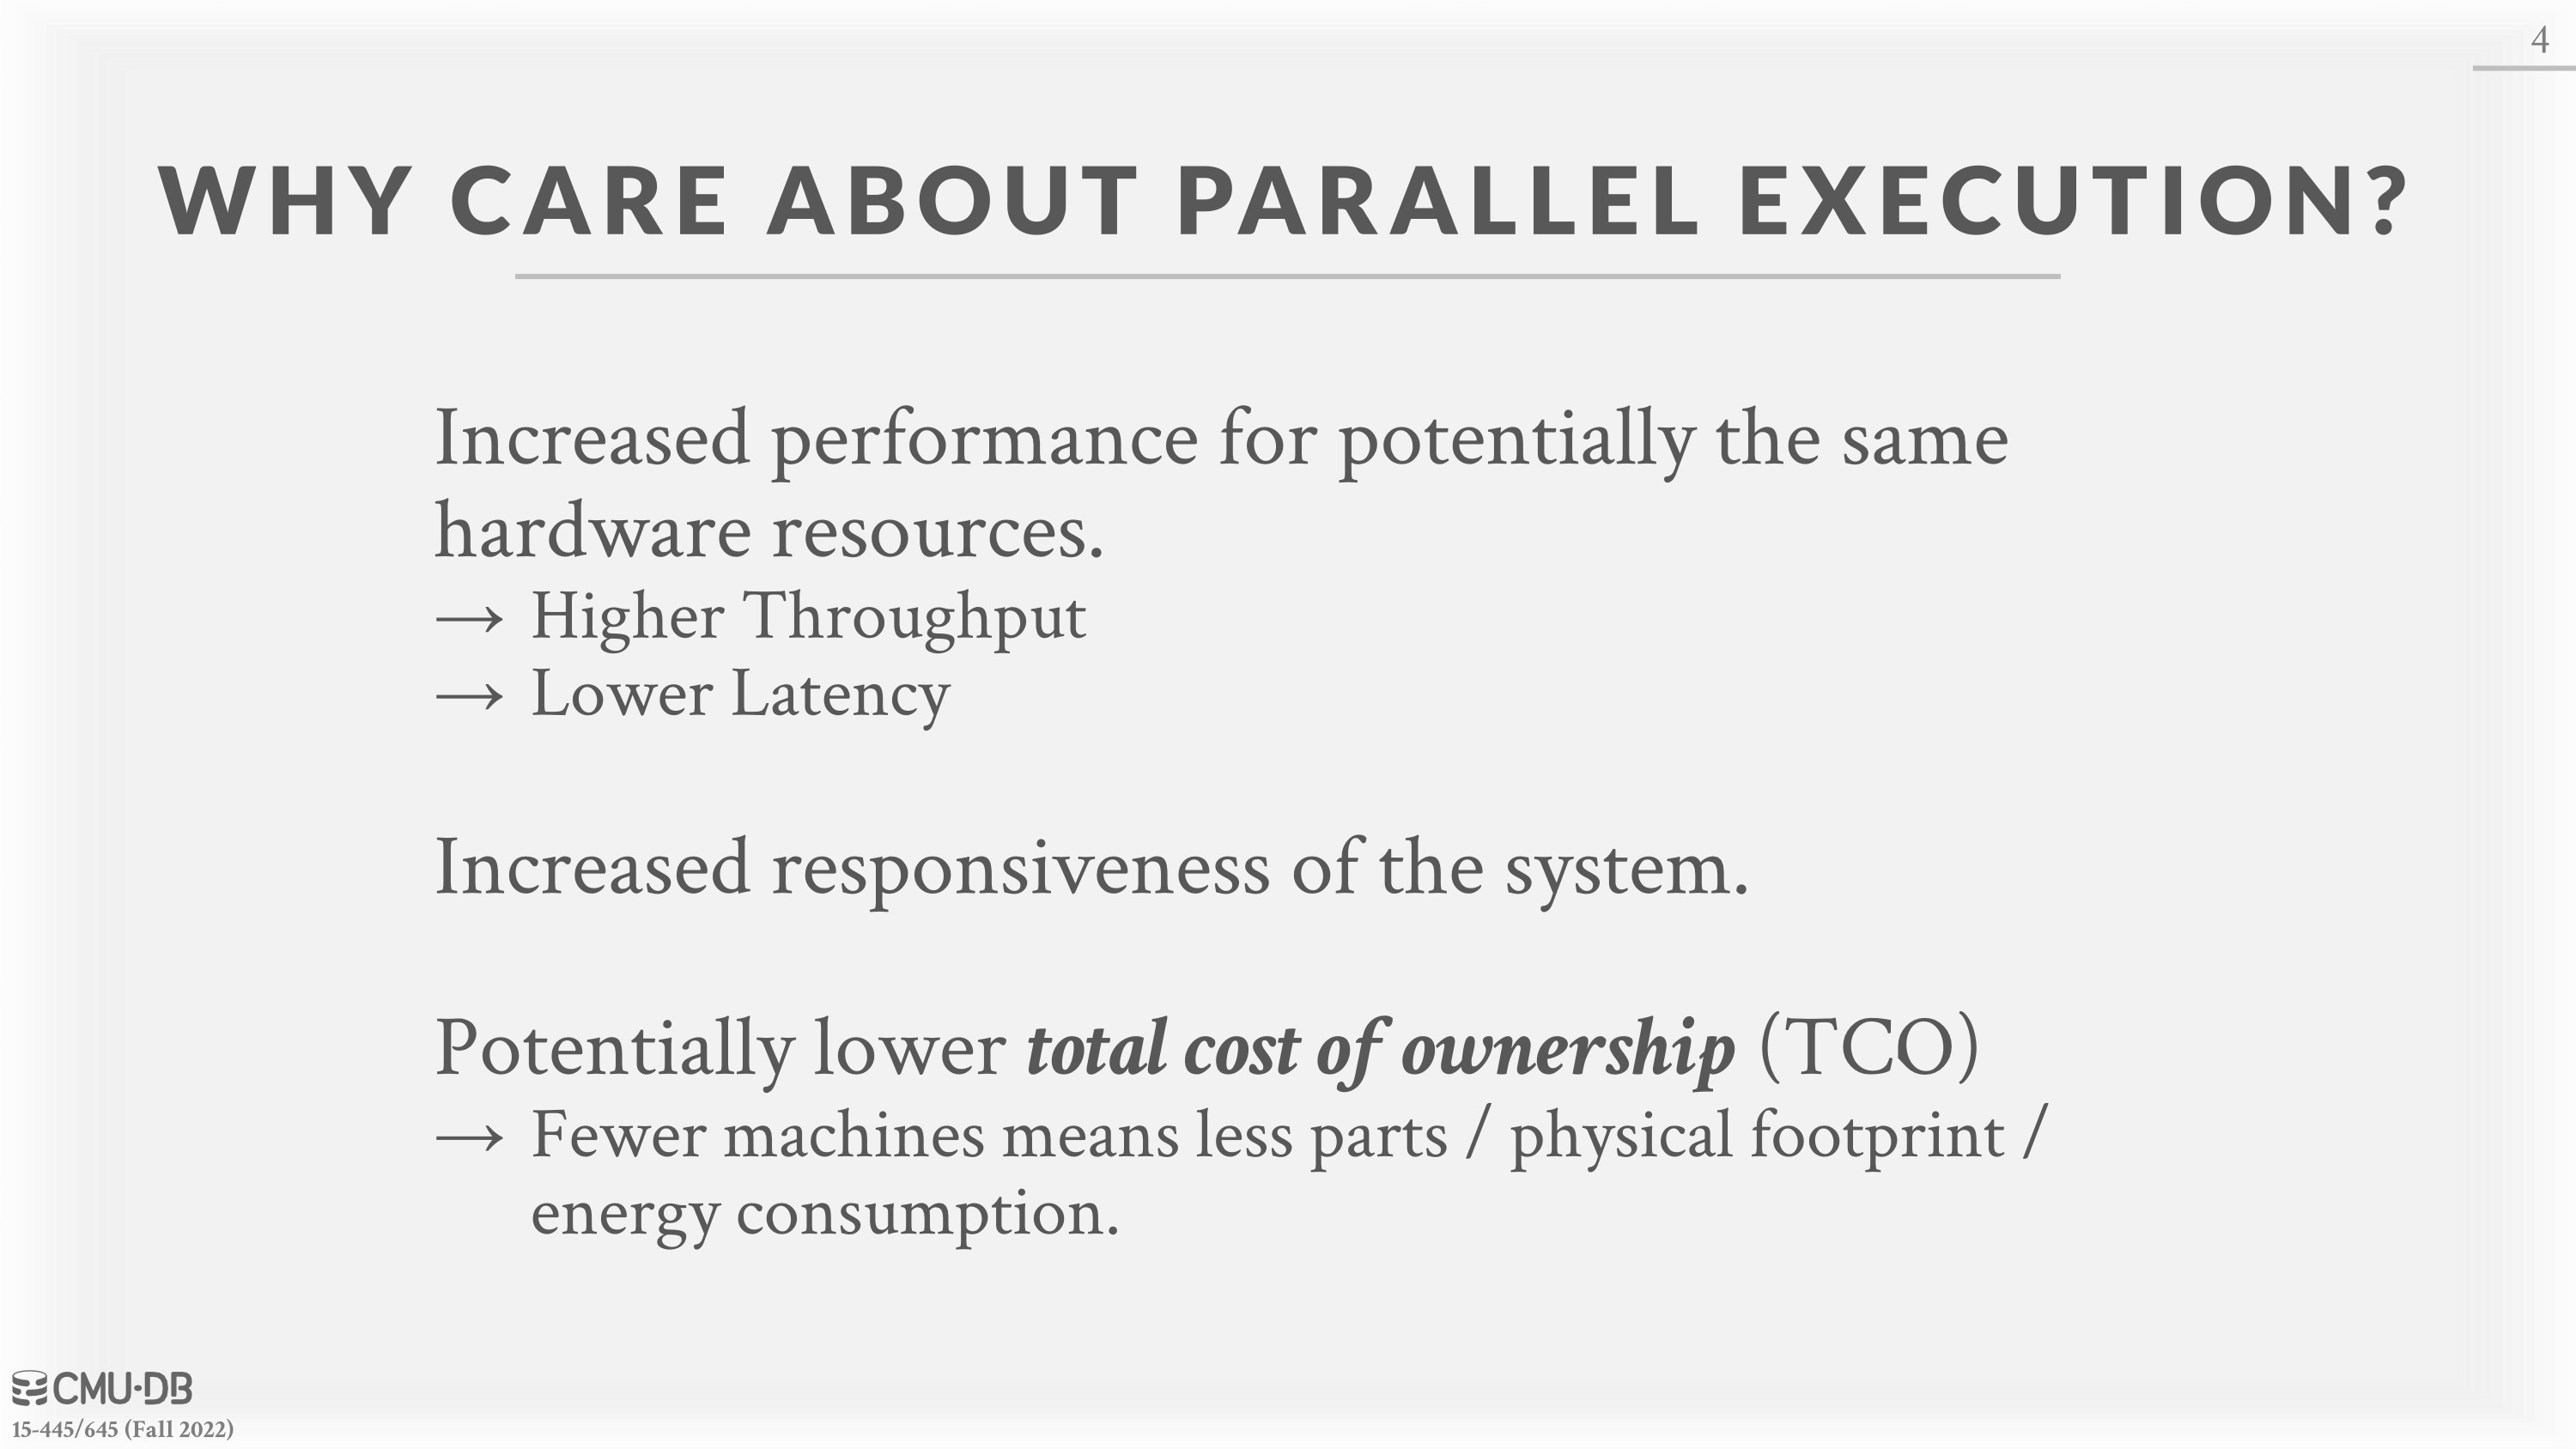 4
WHY CARE ABOUT PARALLEL EXECUTION?
Increased performance for potentially the same
hardware resources.
→ Higher Throughput
→ Lower Latency
Increased responsiveness of the system.
Potentially lower total cost of ownership (TCO)
→ Fewer machines means less parts / physical footprint /
energy consumption.
CMU·DB
15-445/645 (Fall 2022)